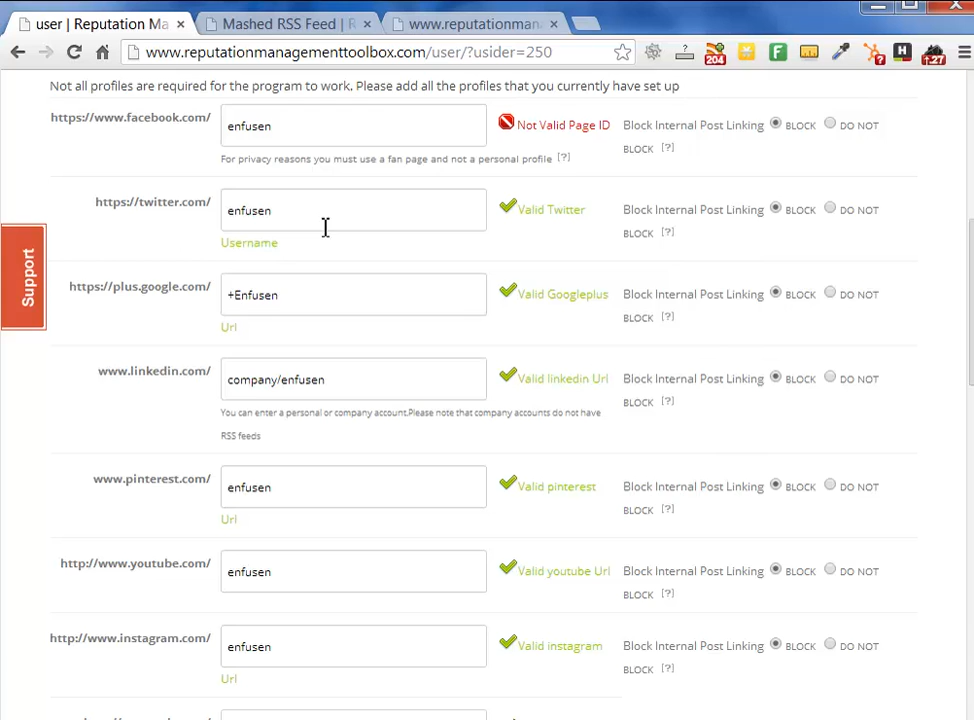 user | Reputation Ma
Mashed RSS Feed | R
www.reputationman
www.reputationmanagementtoolbox.com/user/?usider=250
204
H
F
?
?
↑27
Not all profiles are required for the program to work. Please add all the profiles that you currently have set up
https://www.facebook.com/
enfusen
Not Valid Page ID
Block Internal Post Linking BLOCK DO NOT
BLOCK [?]
For privacy reasons you must use a fan page and not a personal profile [?]
https://twitter.com/
enfusen
Valid Twitter
Block Internal Post Linking BLOCK DO NOT
BLOCK [?]
Username
Support
https://plus.google.com/
+Enfusen
Valid Googleplus
Block Internal Post Linking BLOCK DO NOT
BLOCK [?]
Url
www.linkedin.com/
company/enfusen
Valid linkedin Url
Block Internal Post Linking BLOCK DO NOT
BLOCK [?]
You can enter a personal or company account.Please note that company accounts do not have
RSS feeds
www.pinterest.com/
enfusen
Valid pinterest
Block Internal Post Linking BLOCK DO NOT
BLOCK [?]
Url
http://www.youtube.com/
enfusen
Valid youtube Url
Block Internal Post Linking BLOCK DO NOT
BLOCK [?]
http://www.instagram.com/
enfusen
Valid instagram
Block Internal Post Linking BLOCK DO NOT
BLOCK [?]
Url